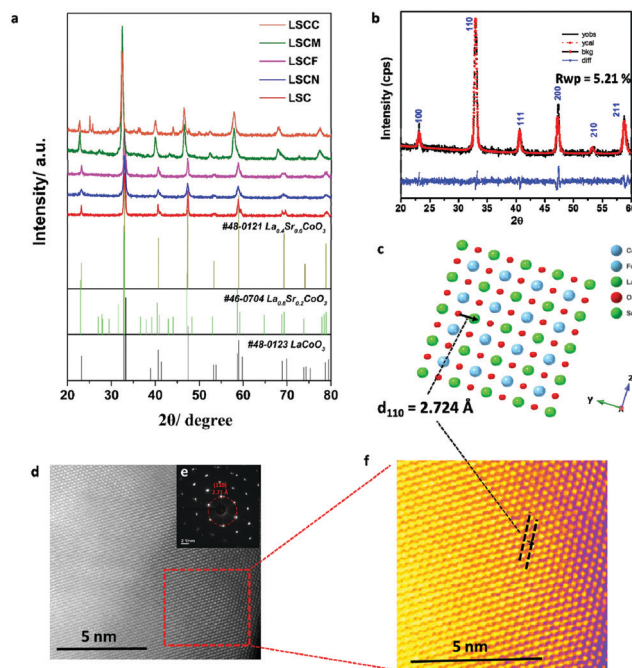 a
LSCC
LSCM
LSCF
LSCN
LSC
Intensity/ a.u.
#48-0121 La0.4Sr0.6CoO3
#46-0704 La0.8Sr0.2CoO3
#48-0123 LaCoO3
20 30 40 50 60 70 80
2θ/ degree
b
110
yobs
ycal
bkg
diff
Rwp = 5.21 %
100
111
200
210
211
Intensity (cps)
20 25 30 35 40 45 50 55 60
2θ
c
d110 = 2.724 Å
y
z
d
e
5 nm
f
5 nm